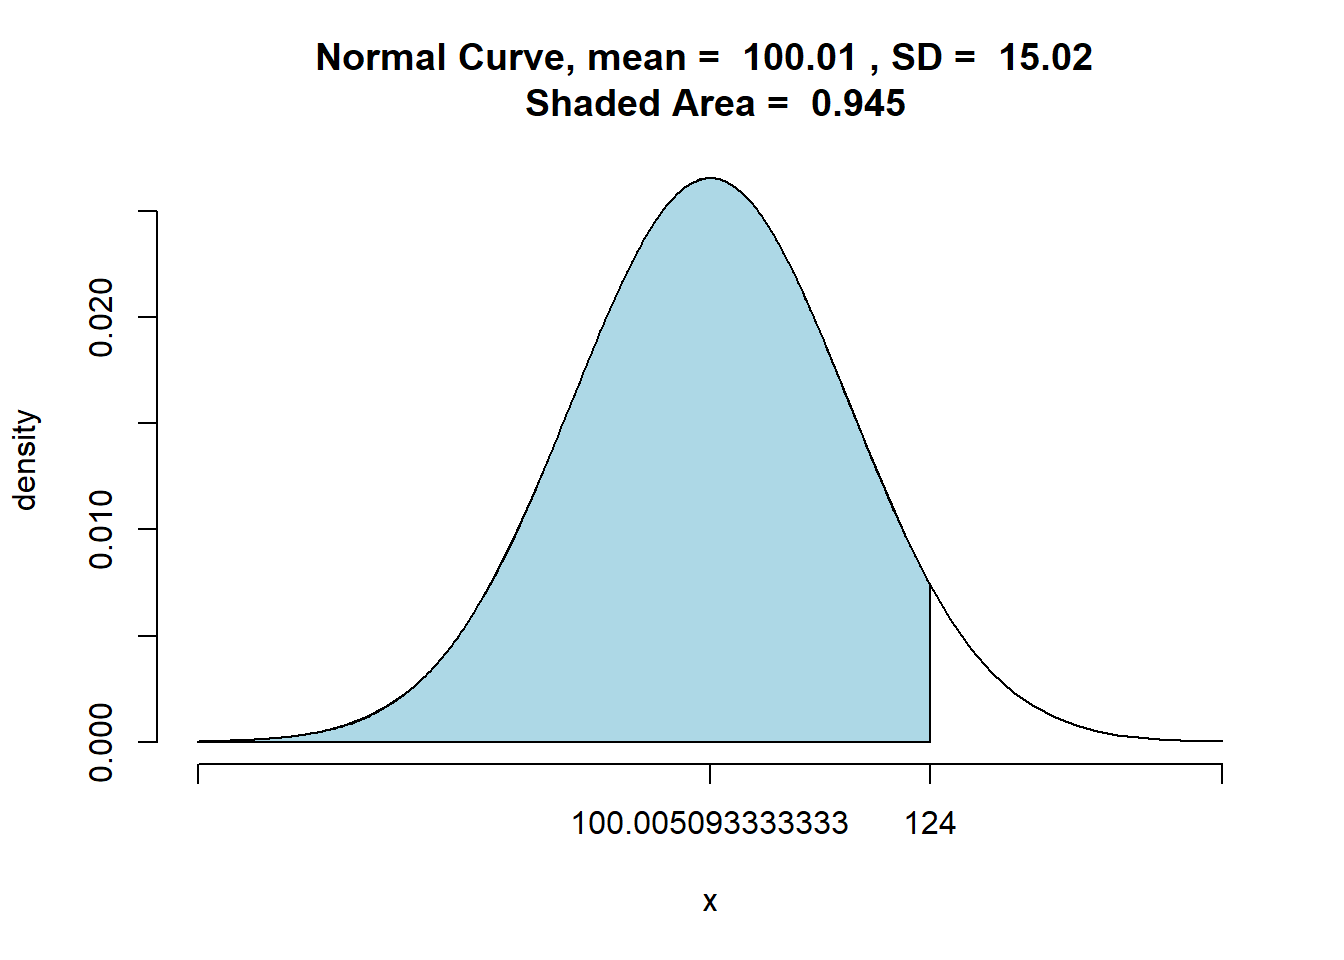 Normal Curve, mean =  100.01 , SD =  15.02
Shaded Area =  0.945
density
0.020
0.010
0.000
100.005093333333
124
x